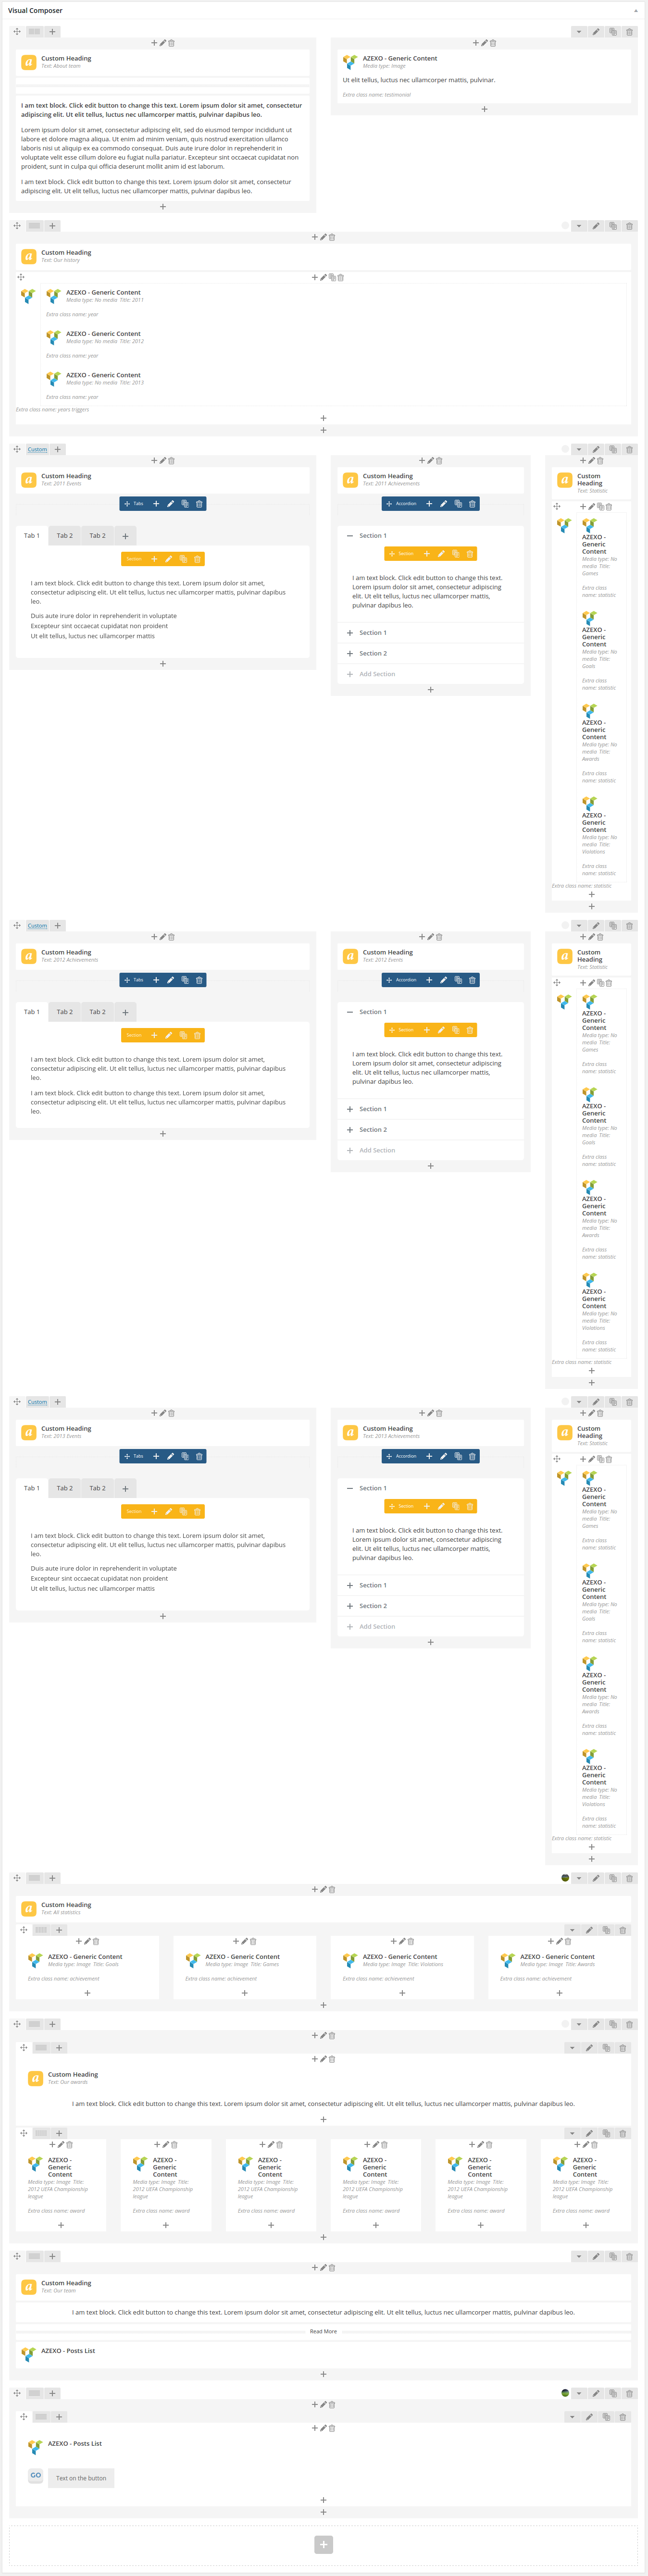 Visual Composer
Custom Heading
Text: About team
I am text block. Click edit button to change this text. Lorem ipsum dolor sit amet, consectetur
adipiscing elit. Ut elit tellus, luctus nec ullamcorper mattis, pulvinar dapibus leo.
Lorem ipsum dolor sit amet, consectetur adipiscing elit, sed do eiusmod tempor incididunt ut
labore et dolore magna aliqua. Ut enim ad minim veniam, quis nostrud exercitation ullamco
laboris nisi ut aliquip ex ea commodo consequat. Duis aute irure dolor in reprehenderit in
voluptate velit esse cillum dolore eu fugiat nulla pariatur. Excepteur sint occaecat cupidatat non
proident, sunt in culpa qui officia deserunt mollit anim id est laborum.
I am text block. Click edit button to change this text. Lorem ipsum dolor sit amet, consectetur
adipiscing elit. Ut elit tellus, luctus nec ullamcorper mattis, pulvinar dapibus leo.
AZEXO - Generic Content
Media type: Image
Ut elit tellus, luctus nec ullamcorper mattis, pulvinar.
Extra class name: testimonial
Custom Heading
Text: Our history
AZEXO - Generic Content
Media type: No media Title: 2011
Extra class name: year
AZEXO - Generic Content
Media type: No media Title: 2012
Extra class name: year
AZEXO - Generic Content
Media type: No media Title: 2013
Extra class name: year
Extra class name: years triggers
Custom
Custom Heading
Text: 2011 Events
Tabs
Tab 1 Tab 2 Tab 2
Section
I am text block. Click edit button to change this text. Lorem ipsum dolor sit amet,
consectetur adipiscing elit. Ut elit tellus, luctus nec ullamcorper mattis, pulvinar dapibus
leo.
Duis aute irure dolor in reprehenderit in voluptate
Excepteur sint occaecat cupidatat non proident
Ut elit tellus, luctus nec ullamcorper mattis
Custom Heading
Text: 2011 Achievements
Accordion
Section 1
Section
I am text block. Click edit button to change this text.
Lorem ipsum dolor sit amet, consectetur adipiscing
elit. Ut elit tellus, luctus nec ullamcorper mattis,
pulvinar dapibus leo.
Section 1
Section 2
Add Section
Custom
Heading
Text: Statistic
AZEXO -
Generic
Content
Media type: No
media Title:
Games
Extra class
name: statistic
AZEXO -
Generic
Content
Media type: No
media Title:
Goals
Extra class
name: statistic
AZEXO -
Generic
Content
Media type: No
media Title:
Awards
Extra class
name: statistic
AZEXO -
Generic
Content
Media type: No
media Title:
Violations
Extra class
name: statistic
Extra class name: statistic
Custom
Custom Heading
Text: 2012 Achievements
Tabs
Tab 1 Tab 2 Tab 2
Section
I am text block. Click edit button to change this text. Lorem ipsum dolor sit amet,
consectetur adipiscing elit. Ut elit tellus, luctus nec ullamcorper mattis, pulvinar dapibus
leo.
I am text block. Click edit button to change this text. Lorem ipsum dolor sit amet,
consectetur adipiscing elit. Ut elit tellus, luctus nec ullamcorper mattis, pulvinar dapibus
leo.
Custom Heading
Text: 2012 Events
Accordion
Section 1
Section
I am text block. Click edit button to change this text.
Lorem ipsum dolor sit amet, consectetur adipiscing
elit. Ut elit tellus, luctus nec ullamcorper mattis,
pulvinar dapibus leo.
Section 1
Section 2
Add Section
Custom
Heading
Text: Statistic
AZEXO -
Generic
Content
Media type: No
media Title:
Games
Extra class
name: statistic
AZEXO -
Generic
Content
Media type: No
media Title:
Goals
Extra class
name: statistic
AZEXO -
Generic
Content
Media type: No
media Title:
Awards
Extra class
name: statistic
AZEXO -
Generic
Content
Media type: No
media Title:
Violations
Extra class
name: statistic
Extra class name: statistic
Custom
Custom Heading
Text: 2013 Events
Tabs
Tab 1 Tab 2 Tab 2
Section
I am text block. Click edit button to change this text. Lorem ipsum dolor sit amet,
consectetur adipiscing elit. Ut elit tellus, luctus nec ullamcorper mattis, pulvinar dapibus
leo.
Duis aute irure dolor in reprehenderit in voluptate
Excepteur sint occaecat cupidatat non proident
Ut elit tellus, luctus nec ullamcorper mattis
Custom Heading
Text: 2013 Achievements
Accordion
Section 1
Section
I am text block. Click edit button to change this text.
Lorem ipsum dolor sit amet, consectetur adipiscing
elit. Ut elit tellus, luctus nec ullamcorper mattis,
pulvinar dapibus leo.
Section 1
Section 2
Add Section
Custom
Heading
Text: Statistic
AZEXO -
Generic
Content
Media type: No
media Title:
Games
Extra class
name: statistic
AZEXO -
Generic
Content
Media type: No
media Title:
Goals
Extra class
name: statistic
AZEXO -
Generic
Content
Media type: No
media Title:
Awards
Extra class
name: statistic
AZEXO -
Generic
Content
Media type: No
media Title:
Violations
Extra class
name: statistic
Extra class name: statistic
Custom Heading
Text: All statistics
AZEXO - Generic Content
Media type: Image Title: Goals
Extra class name: achievement
AZEXO - Generic Content
Media type: Image Title: Games
Extra class name: achievement
AZEXO - Generic Content
Media type: Image Title: Violations
Extra class name: achievement
AZEXO - Generic Content
Media type: Image Title: Awards
Extra class name: achievement
Custom Heading
Text: Our awards
I am text block. Click edit button to change this text. Lorem ipsum dolor sit amet, consectetur adipiscing elit. Ut elit tellus, luctus nec ullamcorper mattis, pulvinar dapibus leo.
AZEXO -
Generic
Content
Media type: Image Title:
2012 UEFA Championship
league
Extra class name: award
AZEXO -
Generic
Content
Media type: Image Title:
2012 UEFA Championship
league
Extra class name: award
AZEXO -
Generic
Content
Media type: Image Title:
2012 UEFA Championship
league
Extra class name: award
AZEXO -
Generic
Content
Media type: Image Title:
2012 UEFA Championship
league
Extra class name: award
AZEXO -
Generic
Content
Media type: Image Title:
2012 UEFA Championship
league
Extra class name: award
AZEXO -
Generic
Content
Media type: Image Title:
2012 UEFA Championship
league
Extra class name: award
Custom Heading
Text: Our team
I am text block. Click edit button to change this text. Lorem ipsum dolor sit amet, consectetur adipiscing elit. Ut elit tellus, luctus nec ullamcorper mattis, pulvinar dapibus leo.
Read More
AZEXO - Posts List
AZEXO - Posts List
GO
Text on the button